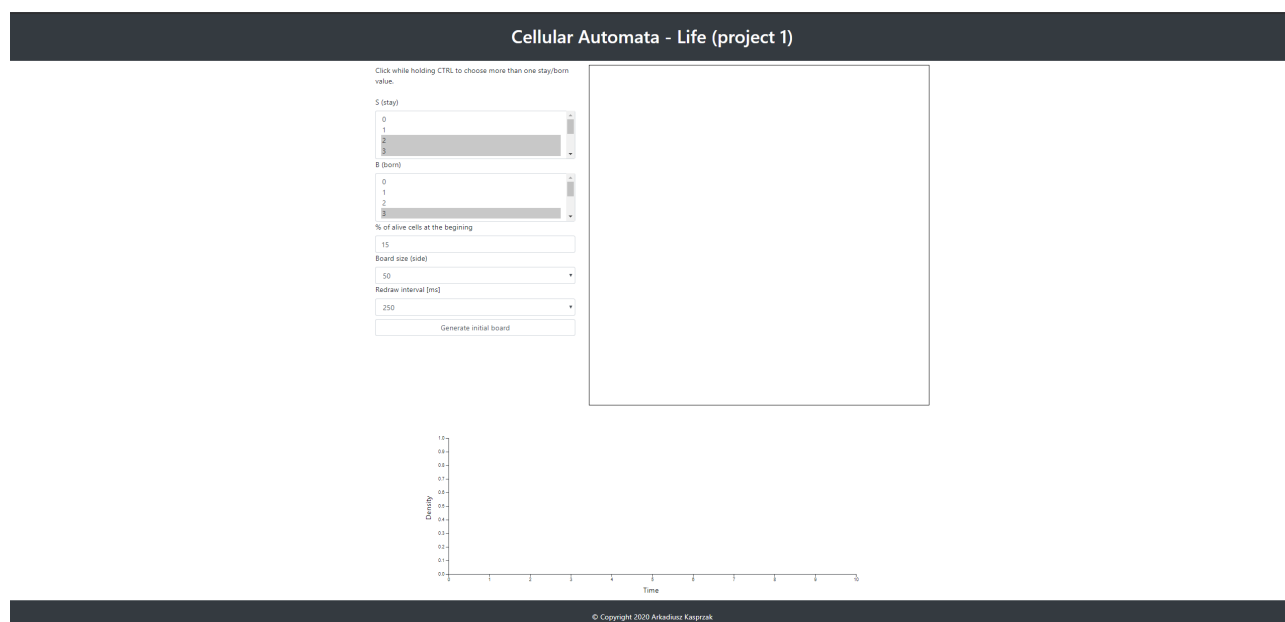 Cellular Automata - Life (project 1)
Click while holding CTRL to choose more than one stay/born
value.
S (stay)
0
1
2
3
B (born)
0
1
2
3
% of alive cells at the begining
15
Board size (side)
50
Redraw interval [ms]
250
Generate initial board
1.0
0.9
0.8
0.7
0.6
0.5
0.4
0.3
0.2
0.1
0.0
Density
0 1 2 3 4 5 6 7 8 9 10
Time
© Copyright 2020 Arkadiusz Kasprzak